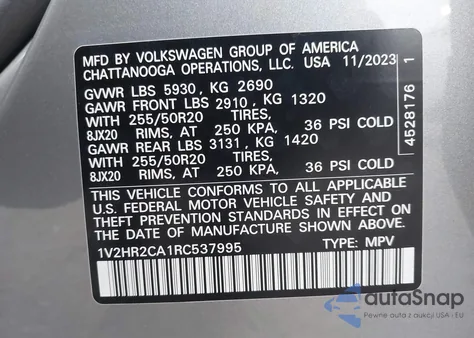 MFD BY VOLKSWAGEN GROUP OF AMERICA
CHATTANOOGA OPERATIONS, LLC. USA 11/2023
GVWR LBS 5930, KG 2690
GAWR FRONT LBS 2910, KG 1320
WITH 255/50R20 TIRES,
8JX20 RIMS, AT 250 KPA, 36 PSI COLD
GAWR REAR LBS 3131, KG 1420
WITH 255/50R20 TIRES,
8JX20 RIMS, AT 250 KPA, 36 PSI COLD
THIS VEHICLE CONFORMS TO ALL APPLICABLE
U.S. FEDERAL MOTOR VEHICLE SAFETY AND
THEFT PREVENTION STANDARDS IN EFFECT ON
THE DATE OF MANUFACTURE SHOWN ABOVE.
1V2HR2CA1RC537995 TYPE: MPV
4528176 1
autoSnap
Pewne auta z aukcji USA i EU